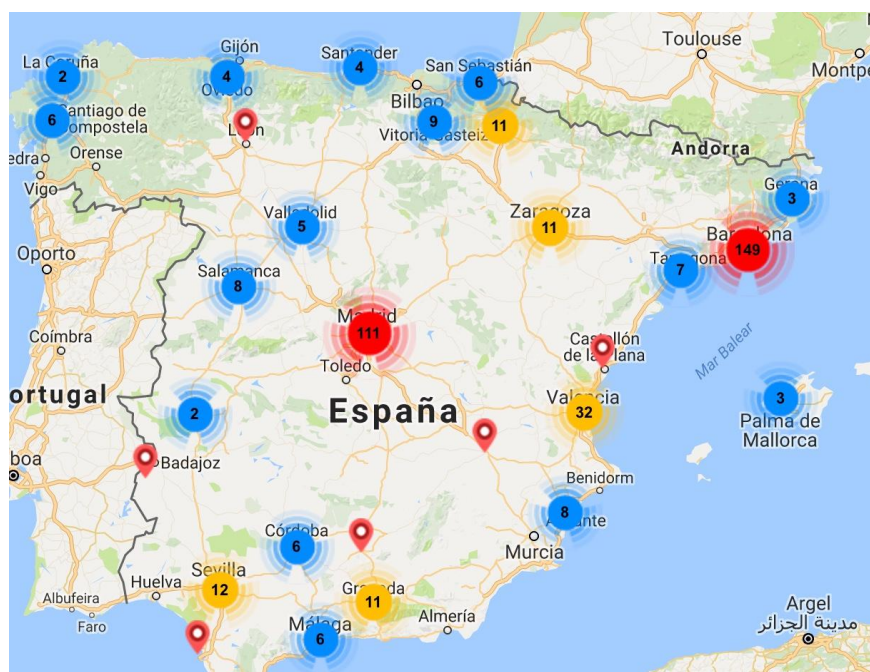 Gijón
La Coruña
2
4
Oviedo
Santander
4
San Sebastián
6
Bilbao
Toulouse
Santiago de
Compostela
6
León
9
Vitoria-Gasteiz
11
Andorra
Orense
Vigo
Gerona
3
Valladolid
5
Zaragoza
11
Barcelona
149
Oporto
Salamanca
8
Tarragona
7
Madrid
111
Coímbra
Toledo
Castellón
de la Plana
Mar Balear
España
2
Valencia
32
3
Palma de
Mallorca
Badajoz
Benidorm
8
Alicante
Córdoba
6
Murcia
Sevilla
12
Huelva
Granada
11
Albufeira
Faro
Málaga
6
Almería
Argel
مدينة الجزائر